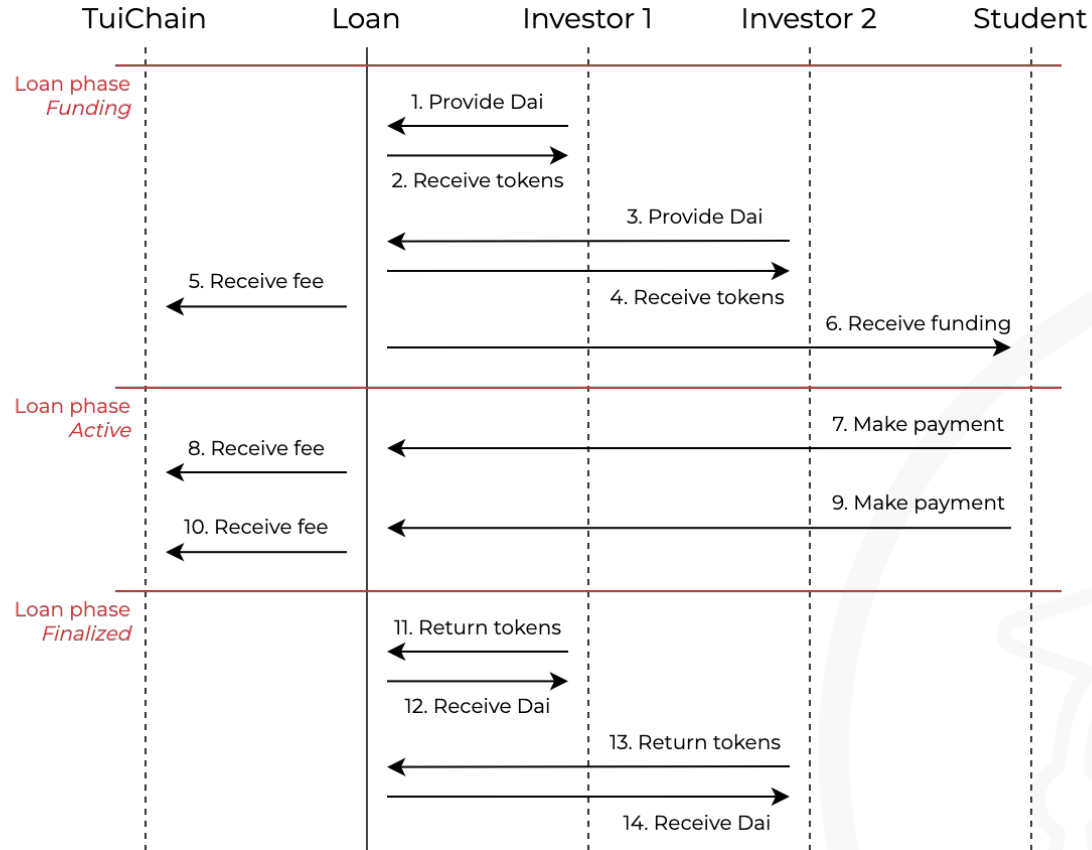 TuiChain
Loan
Investor 1
Investor 2
Student
Loan phase
Funding
1. Provide Dai
2. Receive tokens
3. Provide Dai
4. Receive tokens
5. Receive fee
6. Receive funding
Loan phase
Active
7. Make payment
8. Receive fee
9. Make payment
10. Receive fee
Loan phase
Finalized
11. Return tokens
12. Receive Dai
13. Return tokens
14. Receive Dai